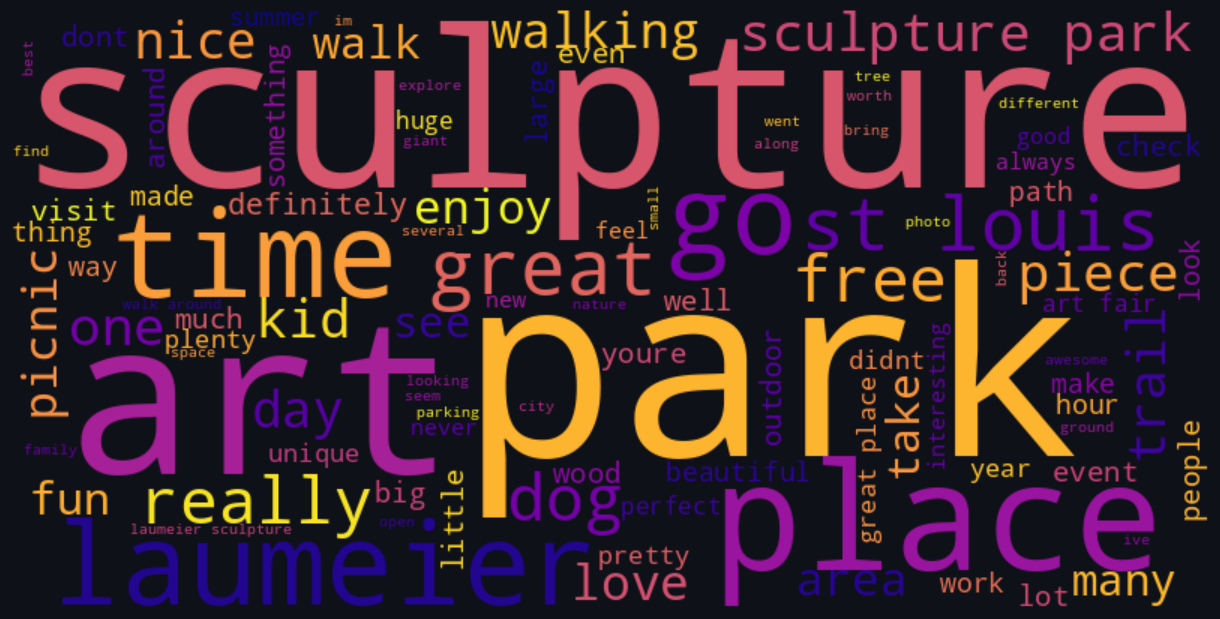 summer
im
best
dont
nice
walk
walking
even
sculpture park
sculpture
around
something
explore
huge
giant
large
tree
worth
different
went
bring
along
good
check
always
find
path
made
visit
thing
definitely
enjoy
several
small
feel
go
st louis
photo
time
way
great
free
back
piece
look
picnic
walk around
new
nature
well
art fair
one
much
kid
see
plenty
space
park
youre
outdoor
didnt
interesting
trail
awesome
art
looking
seem
parking
never
city
day
great place
take
make
hour
ground
family
unique
wood
beautiful
year
event
people
fun
really
big
little
dog
perfect
place
laumeier sculpture
open
laumeier
pretty
love
area
work
lot
many
ive